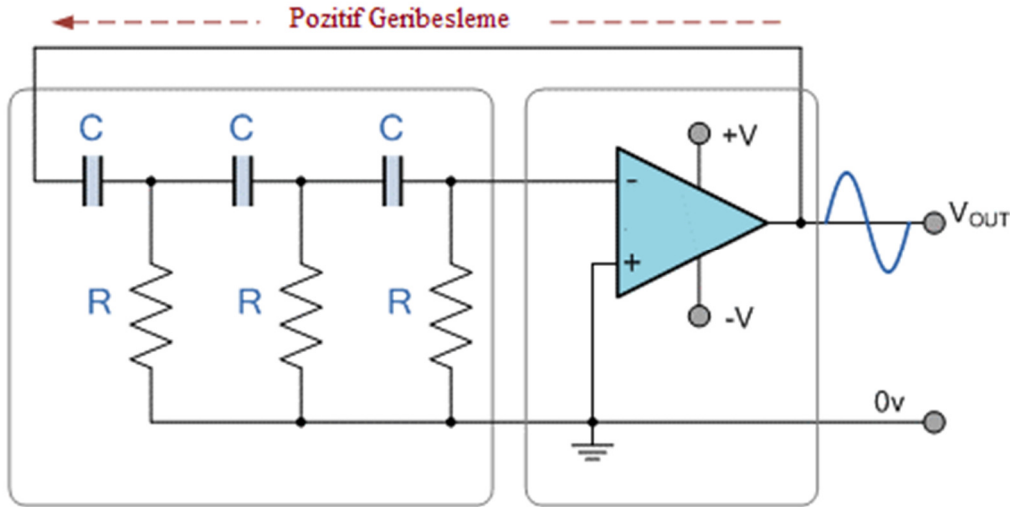 Pozitif Geribesleme
C C C
+V
-
VOUT
+
R R R
-V
0v